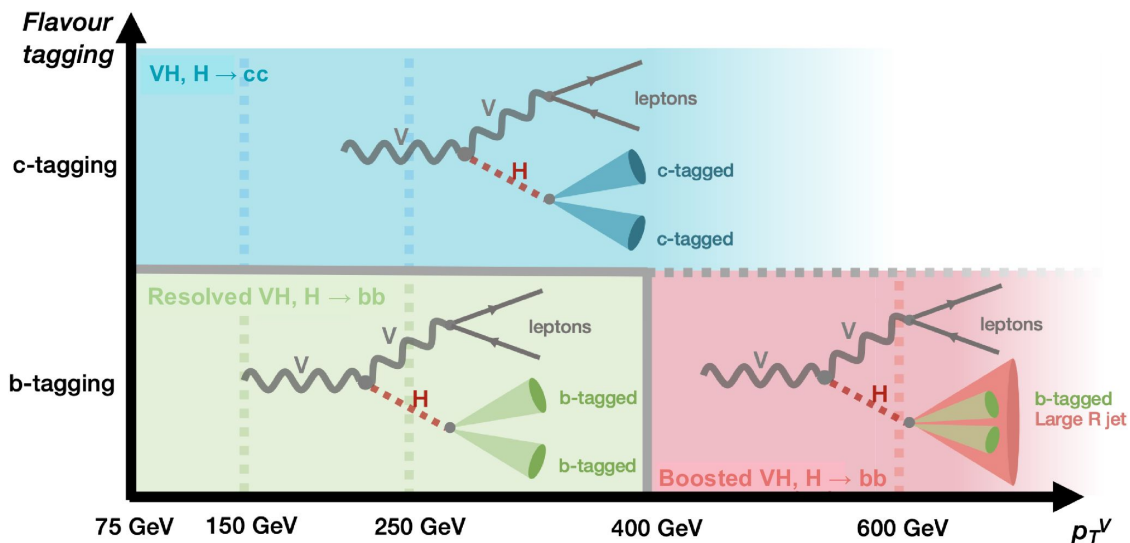 Flavour
tagging
VH, H → cc
V
V
leptons
H
c-tagging
c-tagged
c-tagged
Resolved VH, H → bb
V
V
leptons
H
b-tagging
b-tagged
b-tagged
V
V
leptons
H
b-tagged
Large R jet
Boosted VH, H → bb
75 GeV 150 GeV 250 GeV 400 GeV 600 GeV p_T^V